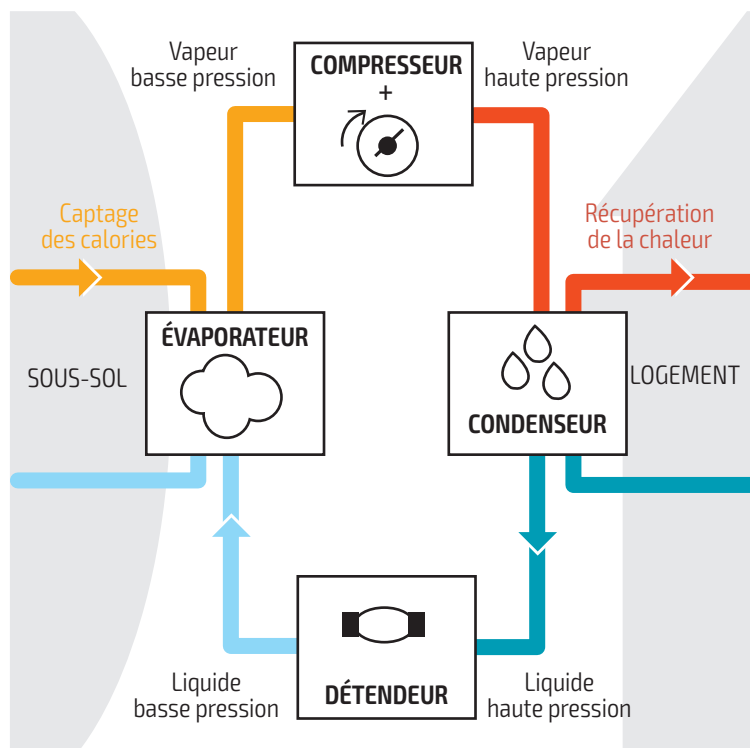 Vapeur
basse pression
COMPRESSEUR
+
Vapeur
haute pression
Captage
des calories
Récupération
de la chaleur
ÉVAPORATEUR
SOUS-SOL
LOGEMENT
CONDENSEUR
Liquide
basse pression
DÉTENDEUR
Liquide
haute pression